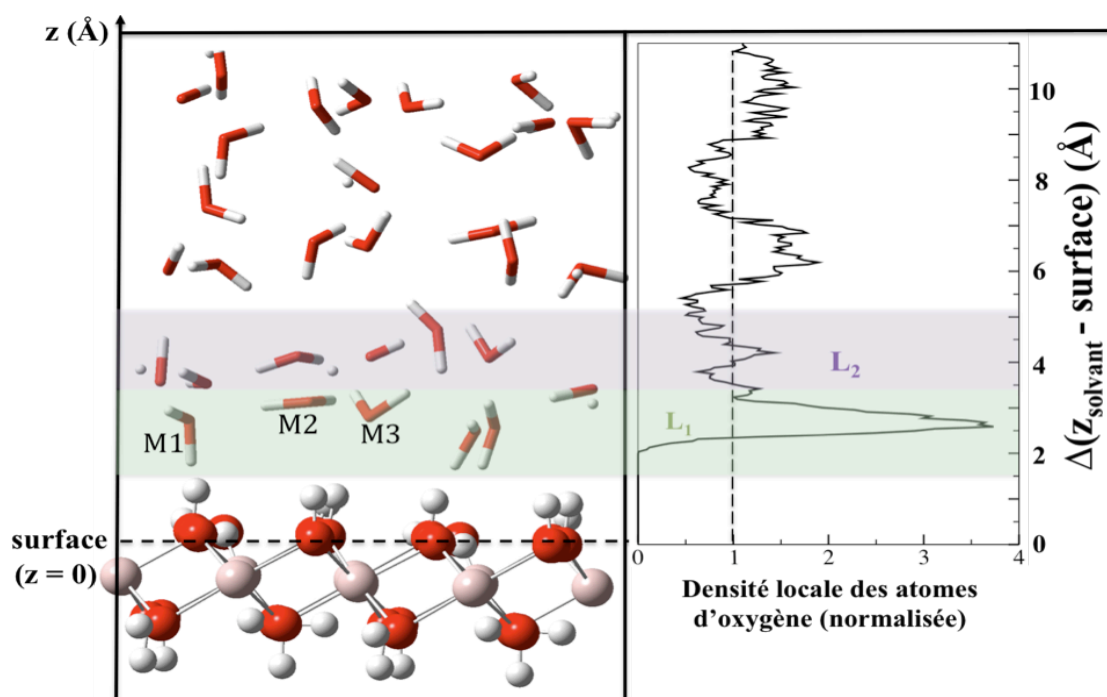 z (Å)
M1
M2
M3
surface
(z = 0)
L1
L2
10
8
6
4
2
0
0
1
2
3
4
Δ(zsolvant - surface) (Å)
Densité locale des atomes
d’oxygène (normalisée)